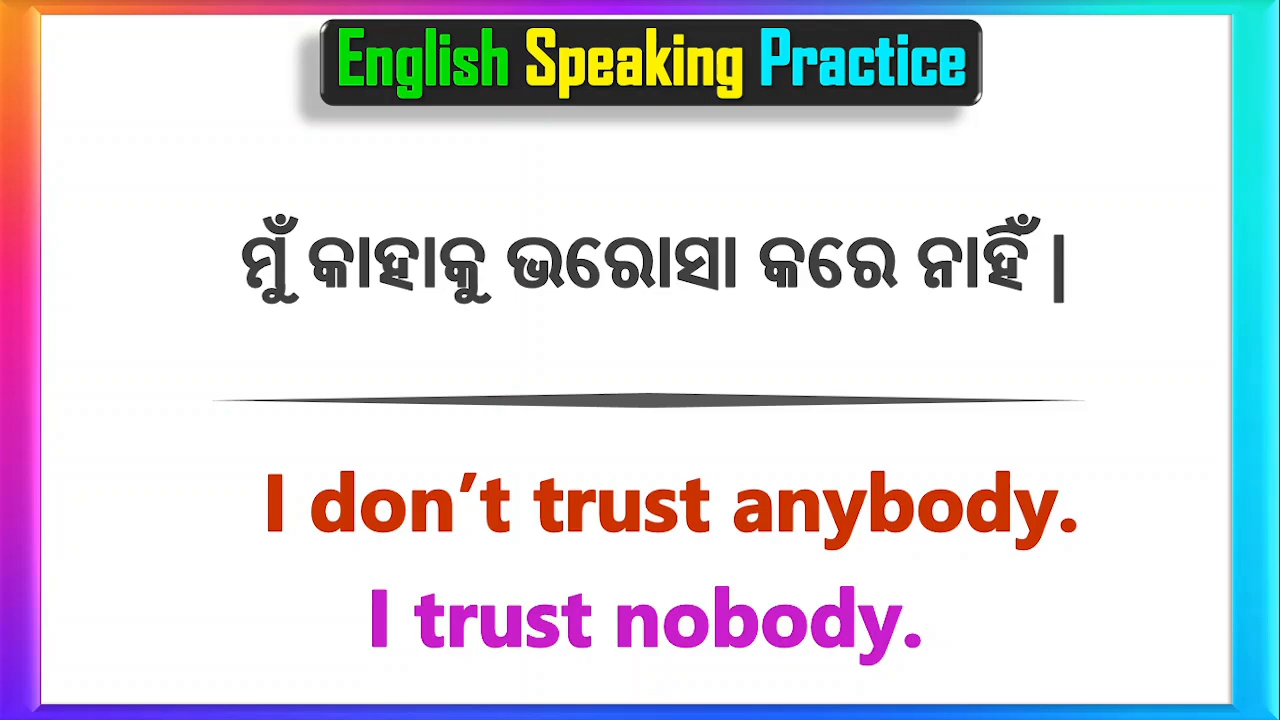 English Speaking Practice
ମୁଁ କାହାକୁ ଭରୋସା କରେ ନାହିଁ |
I don’t trust anybody.
I trust nobody.